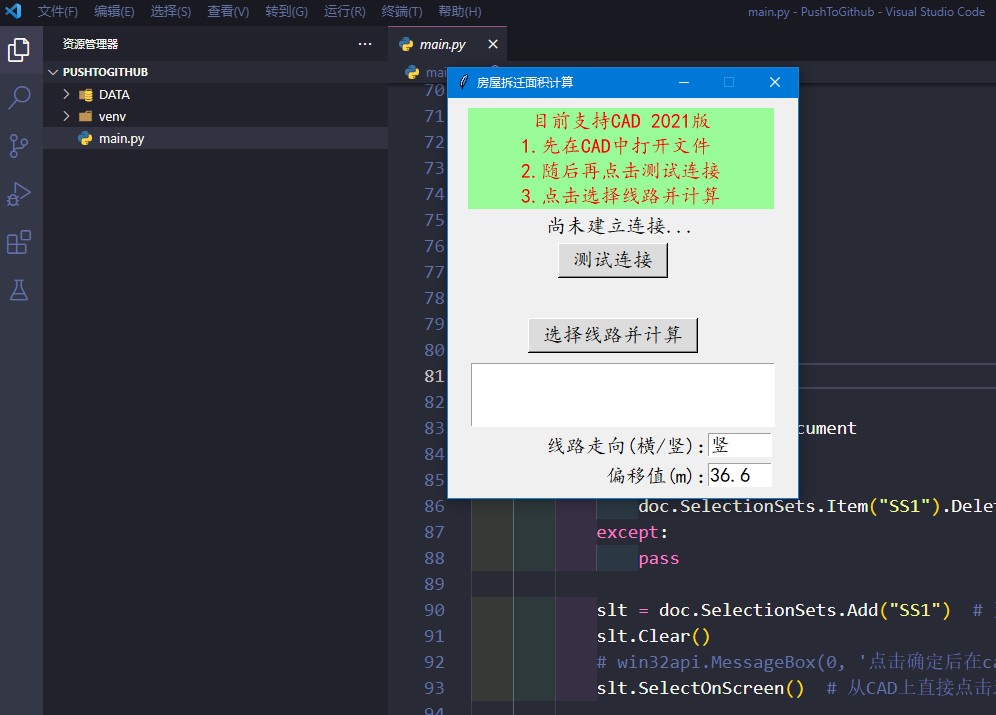 文件(F) 编辑(E) 选择(S) 查看(V) 转到(G) 运行(R) 终端(T) 帮助(H) main.py - PushToGithub - Visual Studio Code
资源管理器
PUSHTOGITHUB
DATA
venv
main.py
main.py
房屋拆迁面积计算
目前支持CAD 2021版
1.先在CAD中打开文件
2.随后再点击测试连接
3.点击选择线路并计算
尚未建立连接...
测试连接
选择线路并计算
线路走向(横/竖):竖
偏移值(m):36.6
70
71
72
73
74
75
76
77
78
79
80
81
82
83 cument
84
85
86 doc.SelectionSets.Item("SS1").Delet
87 except:
88 pass
89
90 slt = doc.SelectionSets.Add("SS1") #
91 slt.Clear()
92 # win32api.MessageBox(0, '点击确定后在ca
93 slt.SelectOnScreen() # 从CAD上直接点击
94